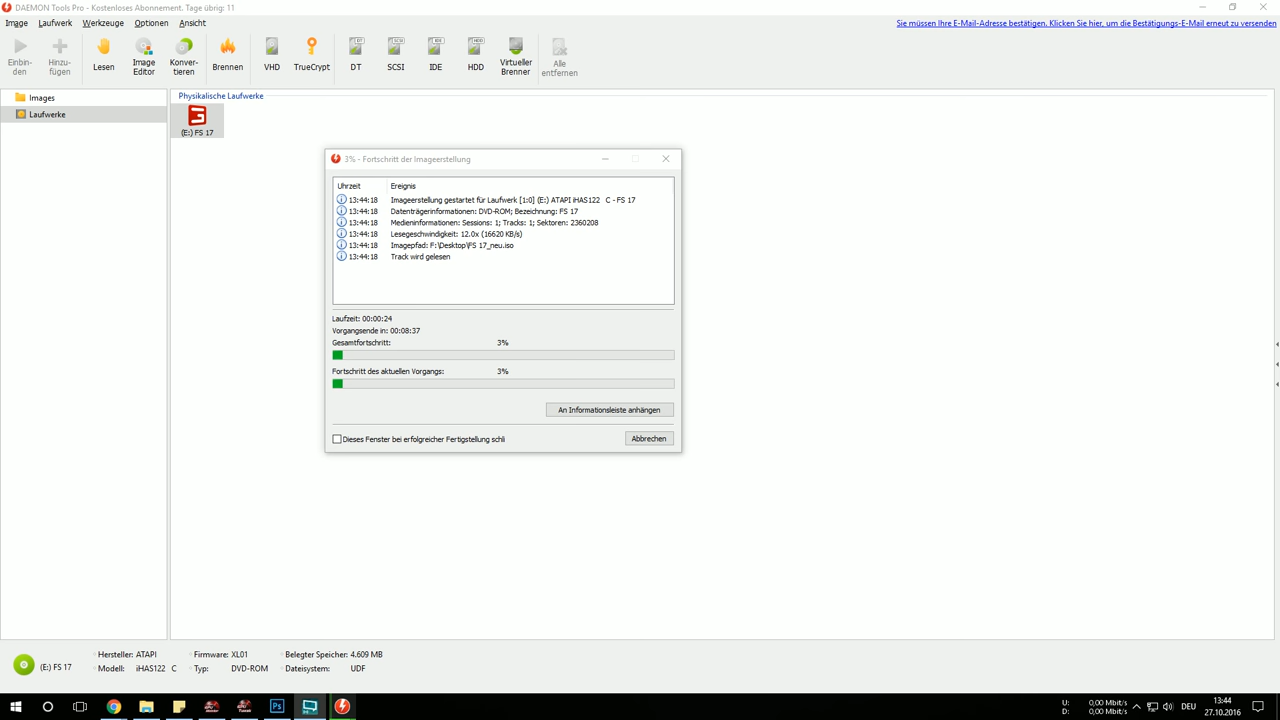 DAEMON Tools Pro - Kostenloses Abonnement. Tage übrig: 11
Image Laufwerk Werkzeuge Optionen Ansicht
Sie müssen Ihre E-Mail-Adresse bestätigen. Klicken Sie hier, um die Bestätigungs-E-Mail erneut zu versenden
Einbin-
den
Hinzu-
fügen
Lesen
Image
Editor
Konver-
tieren
Brennen
VHD
TrueCrypt
DT
DT
SCSI
SCSI
IDE
IDE
HDD
HDD
Virtueller
Brenner
Alle
entfernen
Images
Laufwerke
Physikalische Laufwerke
(E:) FS 17
3% - Fortschritt der Imageerstellung
Uhrzeit Ereignis
13:44:18 Imageerstellung gestartet für Laufwerk [1:0] (E:) ATAPI iHAS122 C - FS 17
13:44:18 Datenträgerinformationen: DVD-ROM; Bezeichnung: FS 17
13:44:18 Medieninformationen: Sessions: 1; Tracks: 1; Sektoren: 2360208
13:44:18 Lesegeschwindigkeit: 12.0x (16620 KB/s)
13:44:18 Imagepfad: F:\Desktop\FS 17_neu.iso
13:44:18 Track wird gelesen
Laufzeit: 00:00:24
Vorgangsende in: 00:08:37
Gesamtfortschritt: 3%
Fortschritt des aktuellen Vorgangs: 3%
An Informationsleiste anhängen
Dieses Fenster bei erfolgreicher Fertigstellung schli
Abbrechen
(E:) FS 17
Hersteller: ATAPI Firmware: XL01 Belegter Speicher: 4.609 MB
Modell: iHAS122 C Typ: DVD-ROM Dateisystem: UDF
Ps
U: 0,00 Mbit/s
D: 0,00 Mbit/s
DEU
13:44
27.10.2016